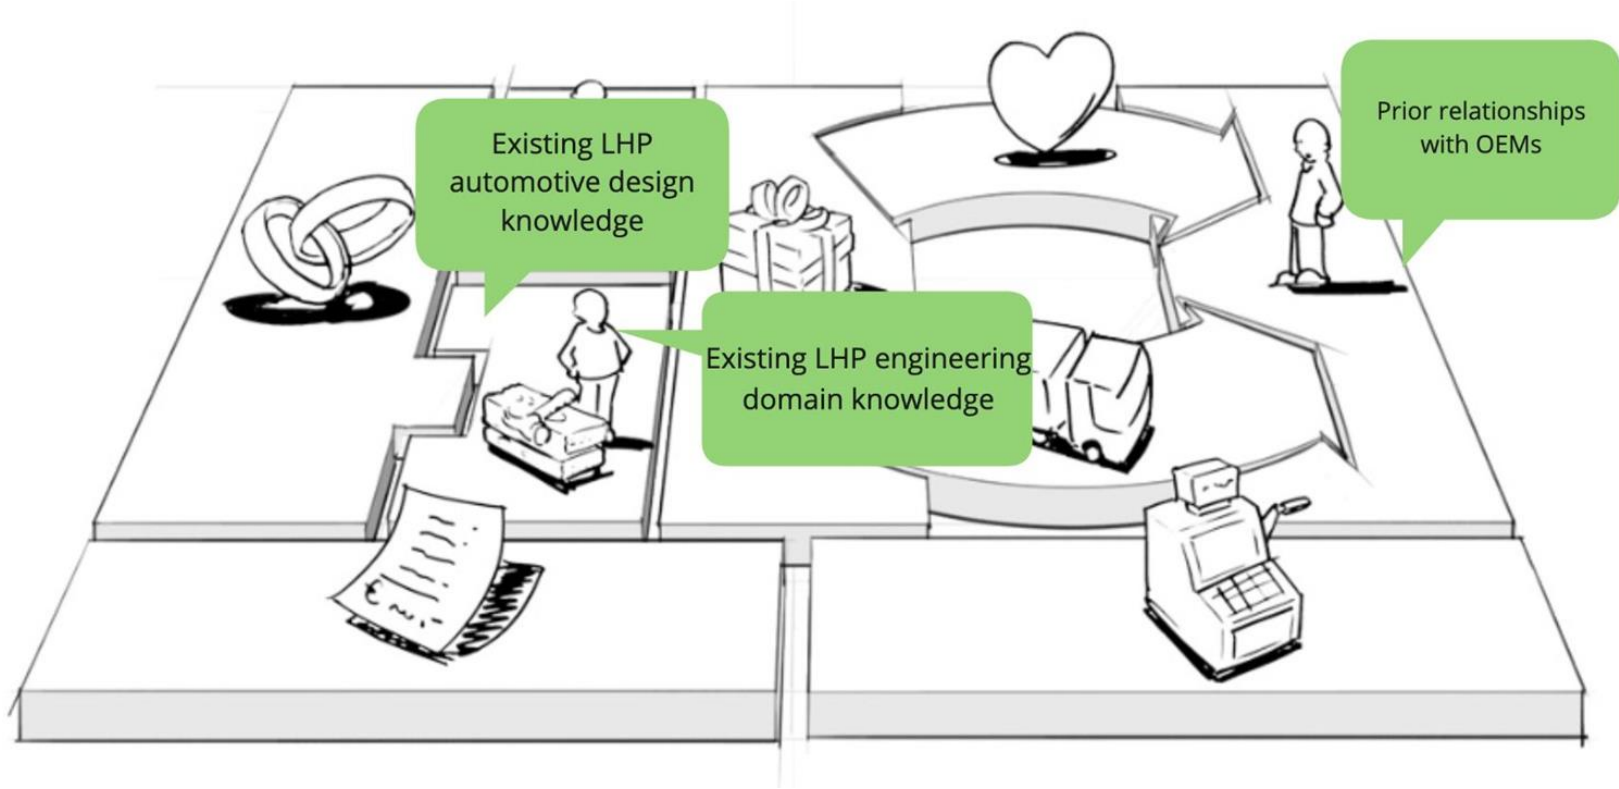 Existing LHP
automotive design
knowledge
Prior relationships
with OEMs
Existing LHP engineering
domain knowledge